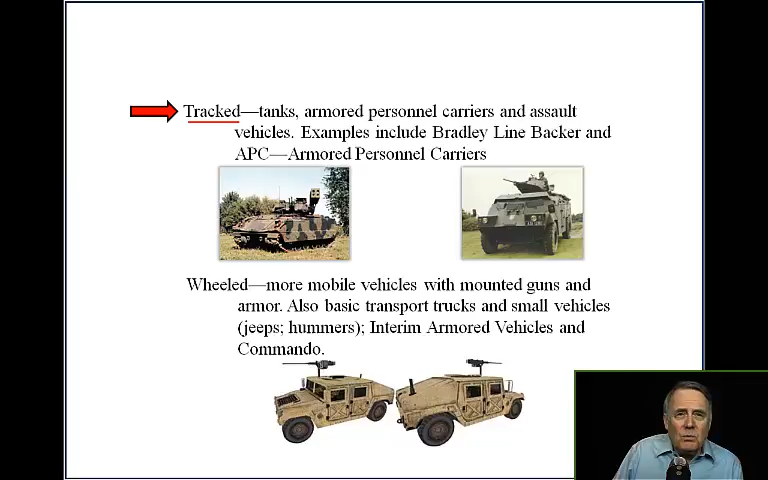 Tracked—tanks, armored personnel carriers and assault
vehicles. Examples include Bradley Line Backer and
APC—Armored Personnel Carriers
Wheeled—more mobile vehicles with mounted guns and
armor. Also basic transport trucks and small vehicles
(jeeps; hummers); Interim Armored Vehicles and
Commando.